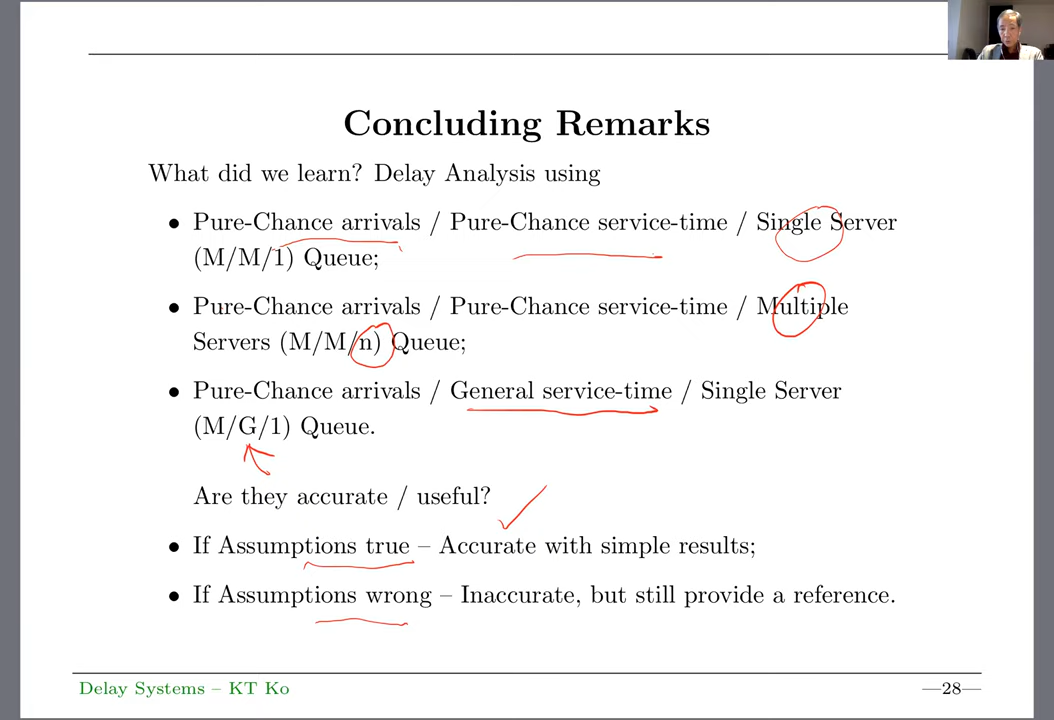 Concluding Remarks
What did we learn? Delay Analysis using
• Pure-Chance arrivals / Pure-Chance service-time / Single Server
(M/M/1) Queue;
• Pure-Chance arrivals / Pure-Chance service-time / Multiple
Servers (M/M/n) Queue;
• Pure-Chance arrivals / General service-time / Single Server
(M/G/1) Queue.
Are they accurate / useful?
• If Assumptions true – Accurate with simple results;
• If Assumptions wrong – Inaccurate, but still provide a reference.
Delay Systems – KT Ko —28—